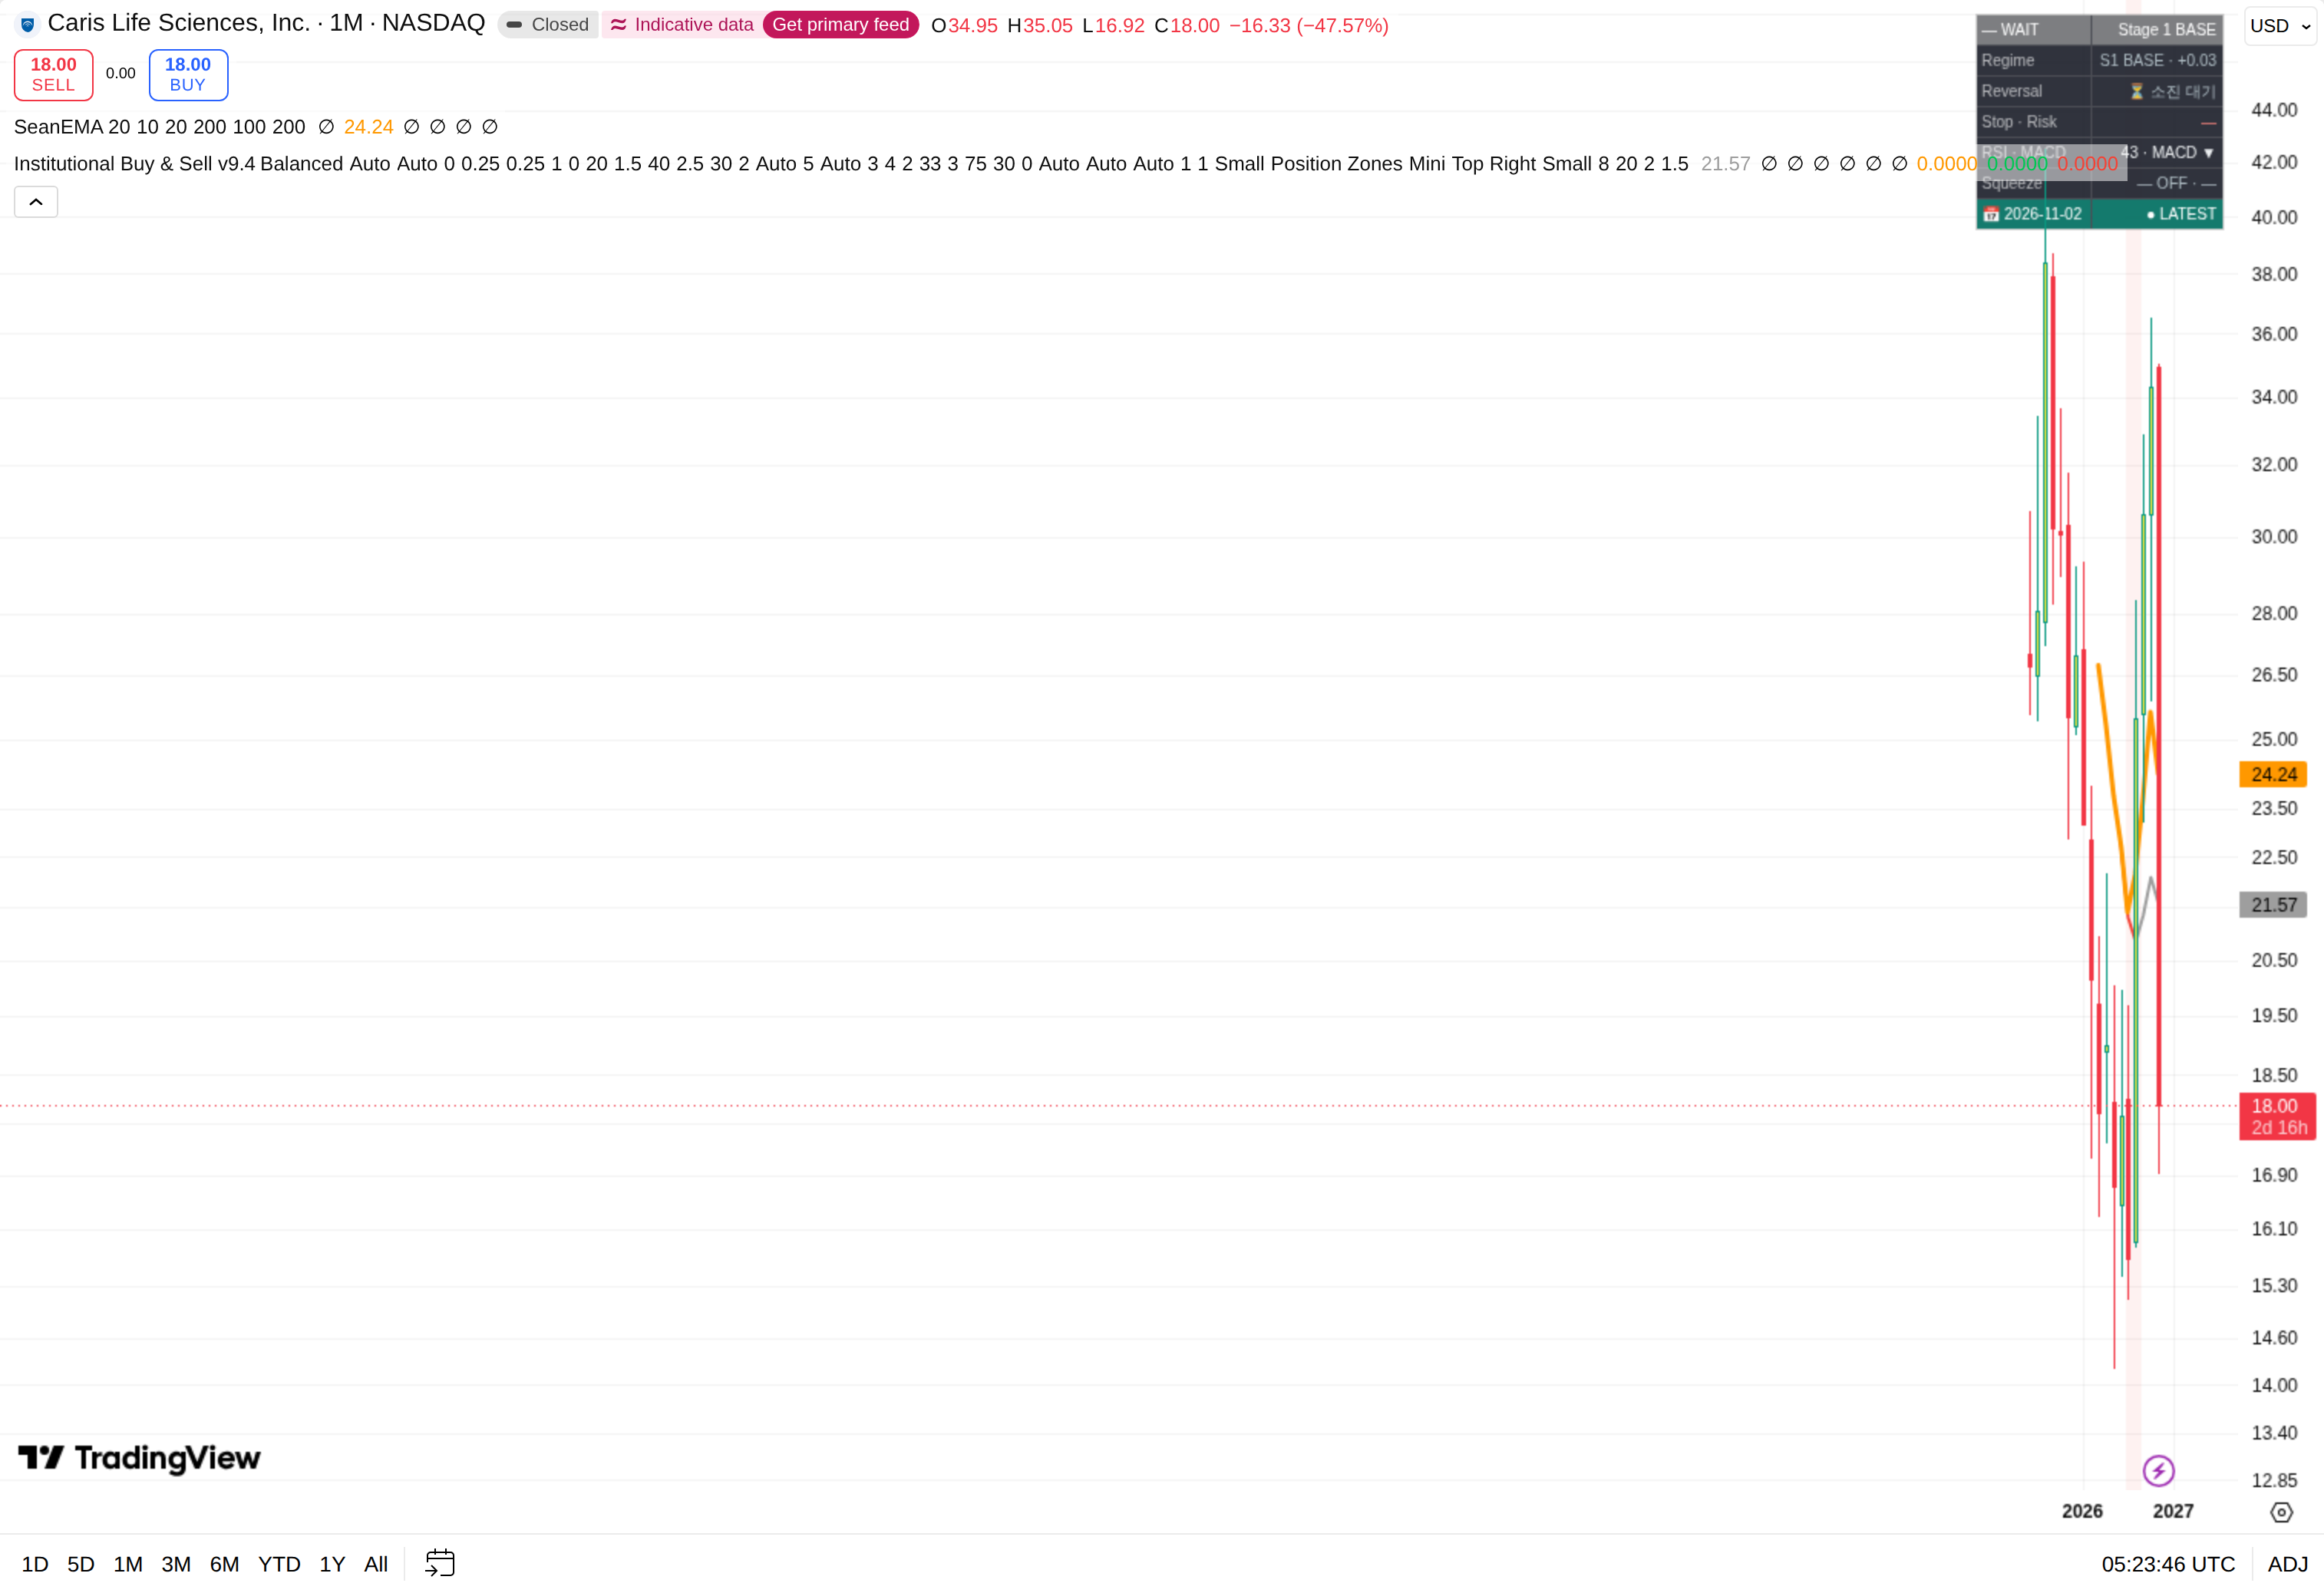 Caris Life Sciences, Inc. · 1M · NASDAQ Closed Indicative data Get primary feed O34.95 H35.05 L16.92 C18.00 −16.33 (−47.57%)
18.00 SELL 0.00 18.00 BUY
SeanEMA 20 10 20 200 100 200 ∅ 24.24 ∅ ∅ ∅ ∅
Institutional Buy & Sell v9.4 Balanced Auto Auto 0 0.25 0.25 1 0 20 1.5 40 2.5 30 2 Auto 5 Auto 3 4 2 33 3 75 30 0 Auto Auto Auto 1 1 Small Position Zones Mini Top Right Small 8 20 2 1.5 21.57 ∅ ∅ ∅ ∅ ∅ ∅ 0.0000 0.0000 0.0000
— WAIT Stage 1 BASE
Regime S1 BASE · +0.03
Reversal ⏳ 소진 대기
Stop · Risk —
RSI · MACD 43 · MACD ▼
Squeeze — OFF · —
📅 2026-11-02 ● LATEST
USD
44.00
42.00
40.00
38.00
36.00
34.00
32.00
30.00
28.00
26.50
25.00
24.24
23.50
22.50
21.57
20.50
19.50
18.50
18.00
2d 16h
16.90
16.10
15.30
14.60
14.00
13.40
12.85
TradingView
2026 2027
1D 5D 1M 3M 6M YTD 1Y All 05:23:46 UTC ADJ